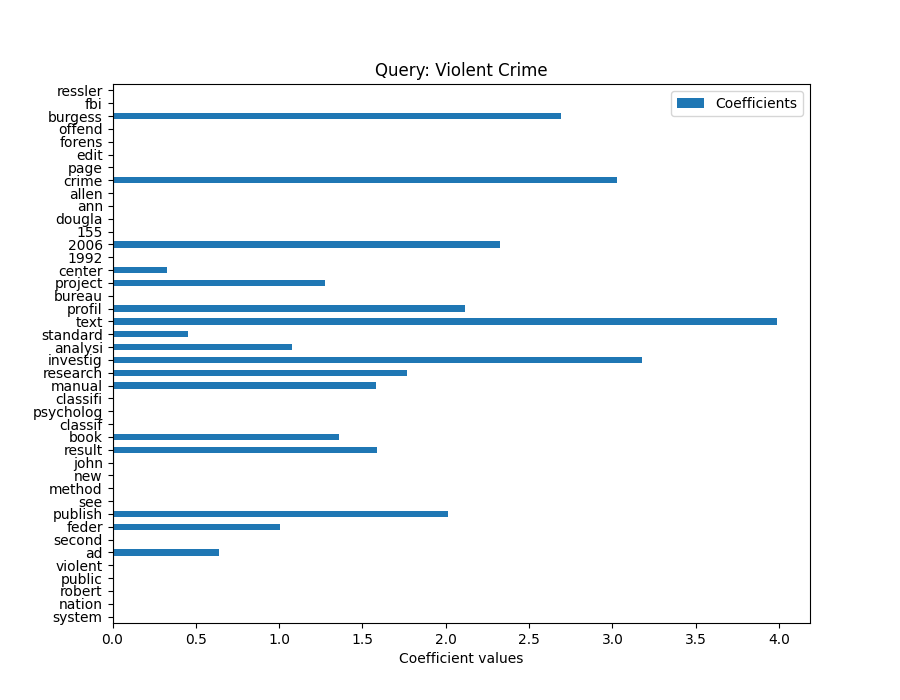 Query: Violent Crime
Coefficients
ressler
fbi
burgess
offend
forens
edit
page
crime
allen
ann
dougla
155
2006
1992
center
project
bureau
profil
text
standard
analysi
investig
research
manual
classifi
psycholog
classif
book
result
john
new
method
see
publish
feder
second
ad
violent
public
robert
nation
system
0.0 0.5 1.0 1.5 2.0 2.5 3.0 3.5 4.0
Coefficient values